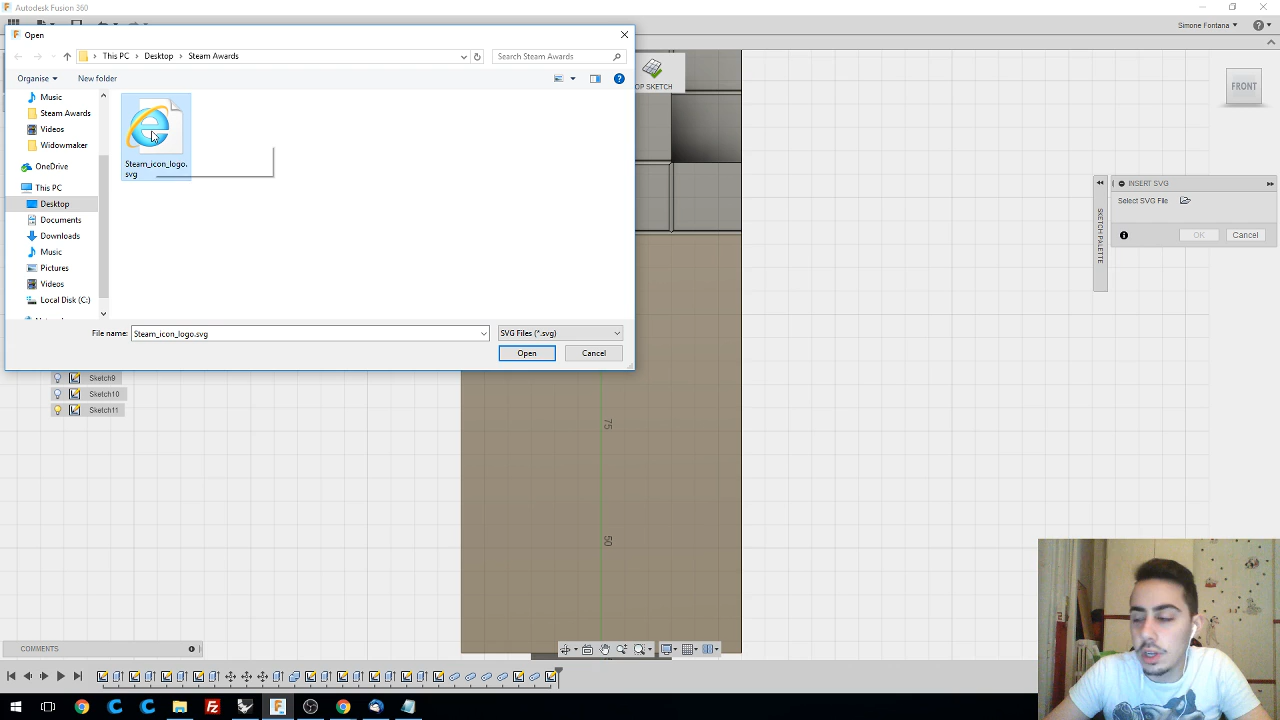 Autodesk Fusion 360
Simone Fontana
Open
This PC
Desktop
Steam Awards
Search Steam Awards
Organise
New folder
OP SKETCH
FRONT
Music
Steam Awards
Videos
Widowmaker
OneDrive
This PC
Desktop
Documents
Downloads
Music
Pictures
Videos
Local Disk (C:)
Steam_icon_logo.
svg
INSERT SVG
Select SVG File
OK
Cancel
SKETCH PALETTE
File name:
Steam_icon_logo.svg
SVG Files (*.svg)
Open
Cancel
Sketch9
Sketch10
Sketch11
75
50
COMMENTS